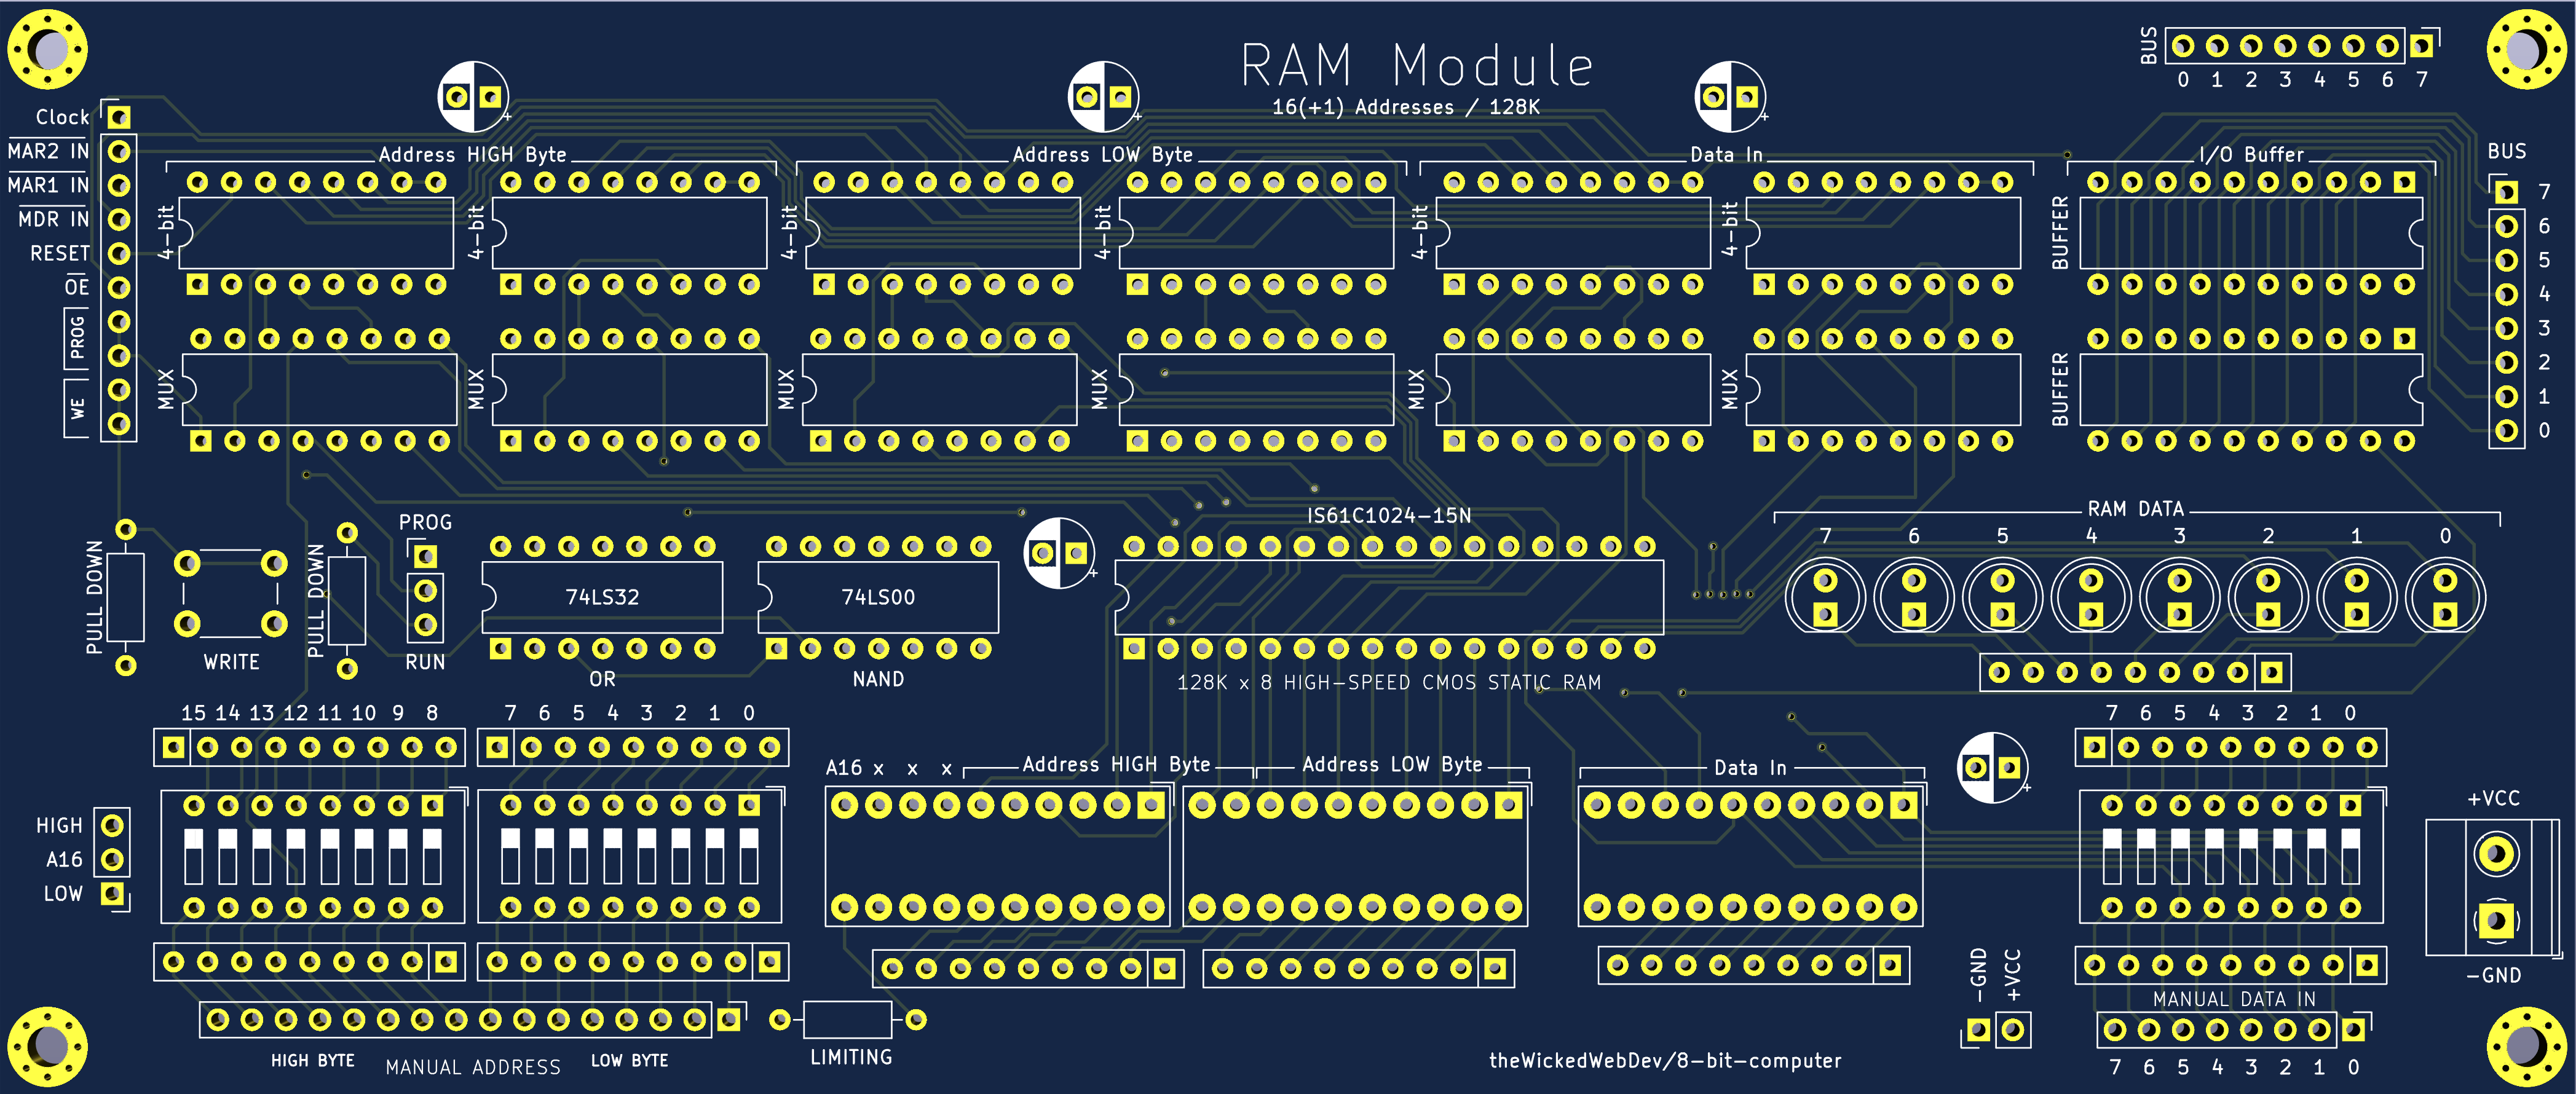 RAM Module
16(+1) Addresses / 128K
BUS
0 1 2 3 4 5 6 7
Clock
MAR2 IN
MAR1 IN
MDR IN
RESET
OE
PROG
WE
Address HIGH Byte
Address LOW Byte
Data In
I/O Buffer
4-bit
4-bit
4-bit
4-bit
4-bit
4-bit
BUFFER
BUS
7
6
5
4
3
2
1
0
MUX
MUX
MUX
MUX
MUX
MUX
BUFFER
PULL DOWN
WRITE
PULL DOWN
PROG
RUN
74LS32
OR
74LS00
NAND
IS61C1024-15N
128K x 8 HIGH-SPEED CMOS STATIC RAM
RAM DATA
7 6 5 4 3 2 1 0
15 14 13 12 11 10 9 8
7 6 5 4 3 2 1 0
HIGH
A16
LOW
A16 x x x
Address HIGH Byte
Address LOW Byte
Data In
7 6 5 4 3 2 1 0
+VCC
-GND
-GND
+VCC
MANUAL DATA IN
7 6 5 4 3 2 1 0
HIGH BYTE
MANUAL ADDRESS
LOW BYTE
LIMITING
theWickedWebDev/8-bit-computer
+
+
+
+
+